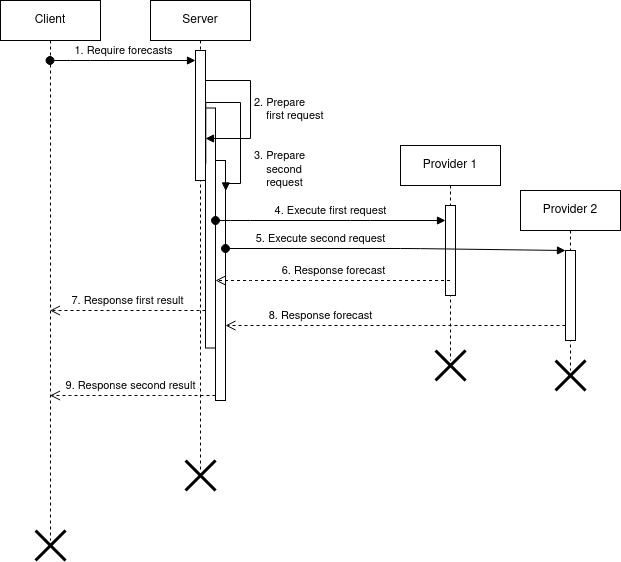 Client
Server
1. Require forecasts
2. Prepare
first request
3. Prepare
second
request
Provider 1
Provider 2
4. Execute first request
5. Execute second request
6. Response forecast
7. Response first result
8. Response forecast
9. Response second result